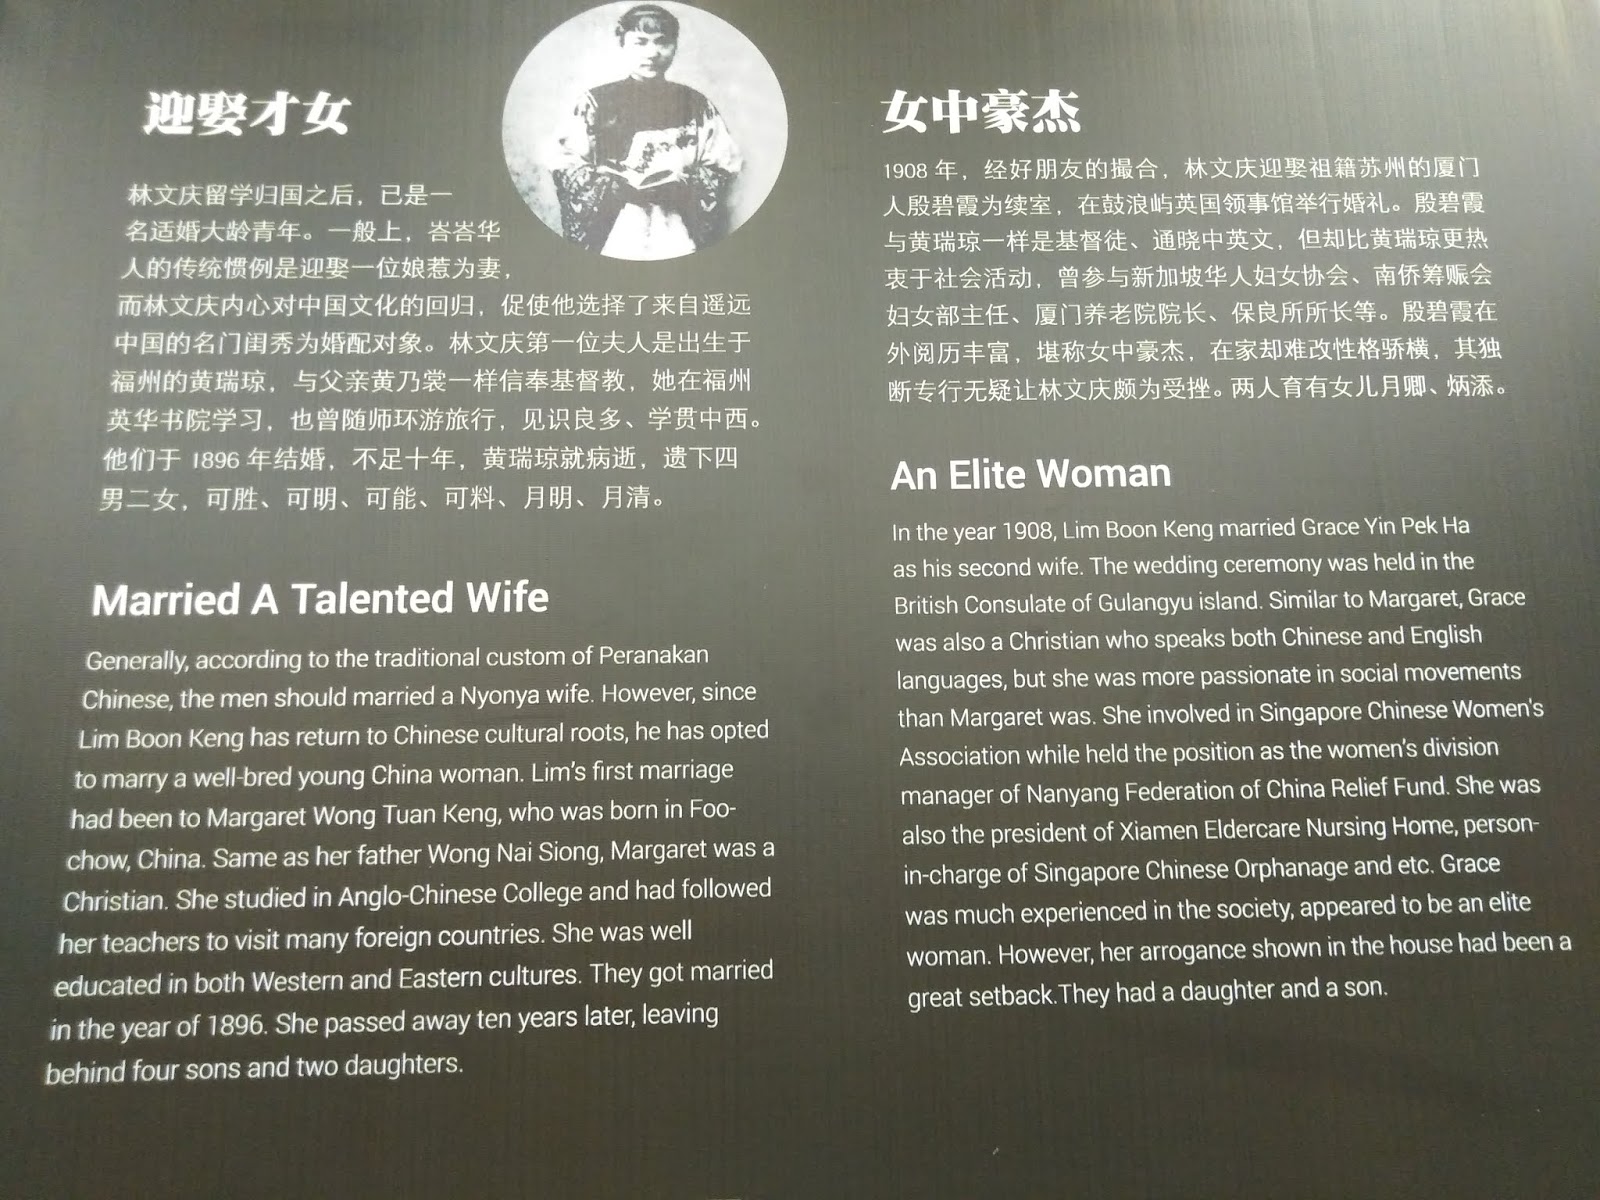 迎娶才女
林文庆留学归国之后，已是一
名适婚大龄青年。一般上，峇峇华
人的传统惯例是迎娶一位娘惹为妻，
而林文庆内心对中国文化的回归，促使他选择了来自遥远
中国的名门闺秀为婚配对象。林文庆第一位夫人是出生于
福州的黄瑞琼，与父亲黄乃裳一样信奉基督教，她在福州
英华书院学习，也曾随师环游旅行，见识良多、学贯中西。
他们于 1896 年结婚，不足十年，黄瑞琼就病逝，遗下四
男二女，可胜、可明、可能、可料、月明、月清。
Married A Talented Wife
Generally, according to the traditional custom of Peranakan
Chinese, the men should married a Nyonya wife. However, since
Lim Boon Keng has return to Chinese cultural roots, he has opted
to marry a well-bred young China woman. Lim's first marriage
had been to Margaret Wong Tuan Keng, who was born in Foo-
chow, China. Same as her father Wong Nai Siong, Margaret was a
Christian. She studied in Anglo-Chinese College and had followed
her teachers to visit many foreign countries. She was well
educated in both Western and Eastern cultures. They got married
in the year of 1896. She passed away ten years later, leaving
behind four sons and two daughters.
女中豪杰
1908 年，经好朋友的撮合，林文庆迎娶祖籍苏州的厦门
人殷碧霞为续室，在鼓浪屿英国领事馆举行婚礼。殷碧霞
与黄瑞琼一样是基督徒、通晓中英文，但却比黄瑞琼更热
衷于社会活动，曾参与新加坡华人妇女协会、南侨筹赈会
妇女部主任、厦门养老院院长、保良所所长等。殷碧霞在
外阅历丰富，堪称女中豪杰，在家却难改性格骄横，其独
断专行无疑让林文庆颇为受挫。两人育有女儿月卿、炳添。
An Elite Woman
In the year 1908, Lim Boon Keng married Grace Yin Pek Ha
as his second wife. The wedding ceremony was held in the
British Consulate of Gulangyu island. Similar to Margaret, Grace
was also a Christian who speaks both Chinese and English
languages, but she was more passionate in social movements
than Margaret was. She involved in Singapore Chinese Women's
Association while held the position as the women's division
manager of Nanyang Federation of China Relief Fund. She was
also the president of Xiamen Eldercare Nursing Home, person-
in-charge of Singapore Chinese Orphanage and etc. Grace
was much experienced in the society, appeared to be an elite
woman. However, her arrogance shown in the house had been a
great setback.They had a daughter and a son.